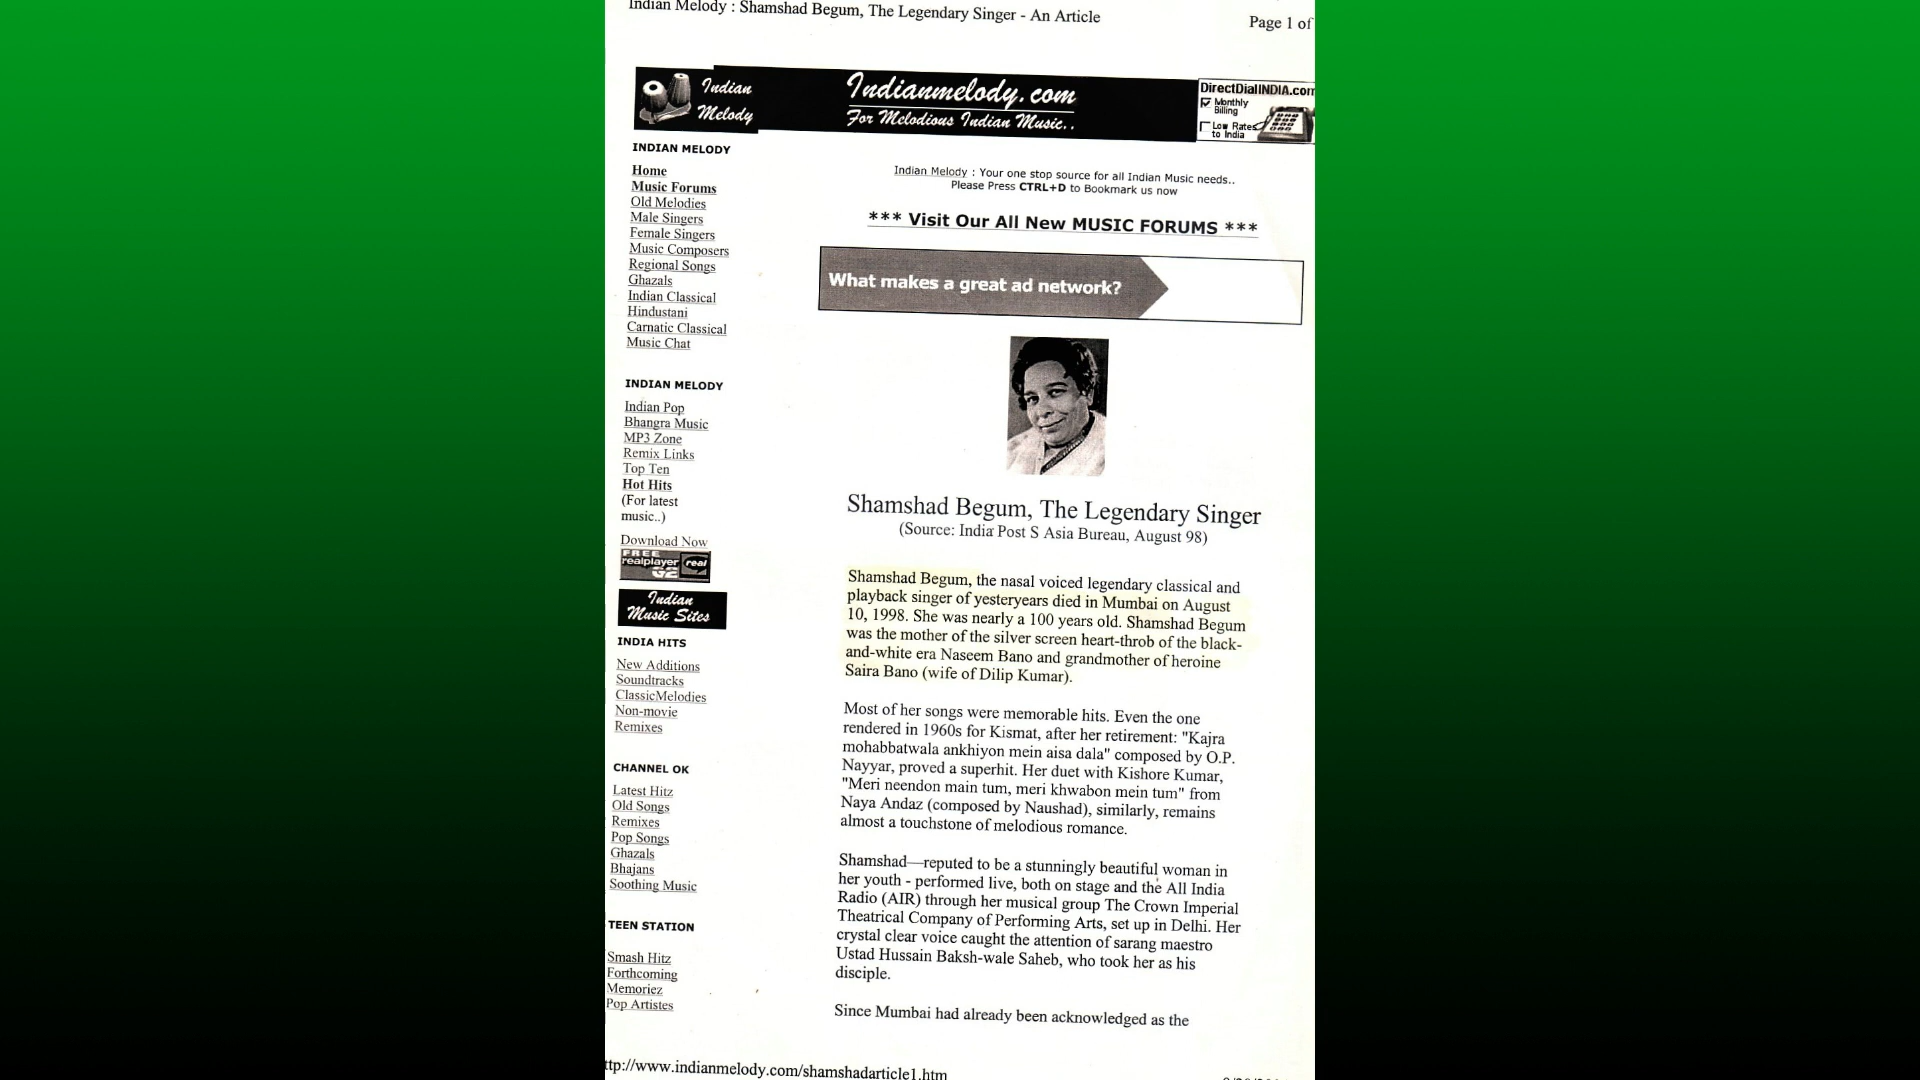 Indian Melody : Shamshad Begum, The Legendary Singer - An Article
Page 1 of
Indian
Melody
Indianmelody.com
For Melodious Indian Music..
DirectDialINDIA.com
Monthly
Billing
Low Rates
to India
INDIAN MELODY
Home
Music Forums
Old Melodies
Male Singers
Female Singers
Music Composers
Regional Songs
Ghazals
Indian Classical
Hindustani
Carnatic Classical
Music Chat
INDIAN MELODY
Indian Pop
Bhangra Music
MP3 Zone
Remix Links
Top Ten
Hot Hits
(For latest
music..)
Download Now
FREE
realplayer
G2
real
Indian
Music Sites
INDIA HITS
New Additions
Soundtracks
ClassicMelodies
Non-movie
Remixes
CHANNEL OK
Latest Hitz
Old Songs
Remixes
Pop Songs
Ghazals
Bhajans
Soothing Music
TEEN STATION
Smash Hitz
Forthcoming
Memoriez
Pop Artistes
Indian Melody : Your one stop source for all Indian Music needs..
Please Press CTRL+D to Bookmark us now
*** Visit Our All New MUSIC FORUMS ***
What makes a great ad network?
Shamshad Begum, The Legendary Singer
(Source: India Post S Asia Bureau, August 98)
Shamshad Begum, the nasal voiced legendary classical and
playback singer of yesteryears died in Mumbai on August
10, 1998. She was nearly a 100 years old. Shamshad Begum
was the mother of the silver screen heart-throb of the black-
and-white era Naseem Bano and grandmother of heroine
Saira Bano (wife of Dilip Kumar).
Most of her songs were memorable hits. Even the one
rendered in 1960s for Kismat, after her retirement: "Kajra
mohabbatwala ankhiyon mein aisa dala" composed by O.P.
Nayyar, proved a superhit. Her duet with Kishore Kumar,
"Meri neendon main tum, meri khwabon mein tum" from
Naya Andaz (composed by Naushad), similarly, remains
almost a touchstone of melodious romance.
Shamshad—reputed to be a stunningly beautiful woman in
her youth - performed live, both on stage and the All India
Radio (AIR) through her musical group The Crown Imperial
Theatrical Company of Performing Arts, set up in Delhi. Her
crystal clear voice caught the attention of sarang maestro
Ustad Hussain Baksh-wale Saheb, who took her as his
disciple.
Since Mumbai had already been acknowledged as the
ttp://www.indianmelody.com/shamshadarticle1.htm